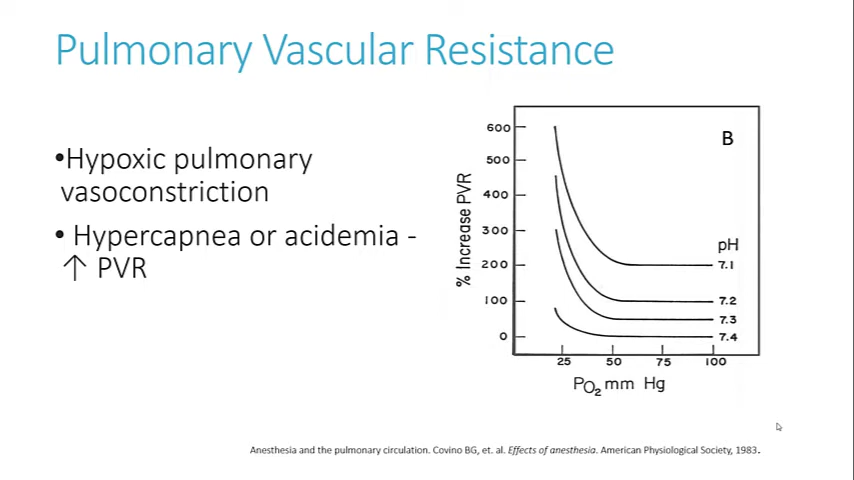 Pulmonary Vascular Resistance
•Hypoxic pulmonary
vasoconstriction
• Hypercapnea or acidemia -
↑ PVR
B
% Increase PVR
600
500
400
300
200
100
0
pH
7.1
7.2
7.3
7.4
25 50 75 100
PO₂ mm Hg
Anesthesia and the pulmonary circulation. Covino BG, et. al. Effects of anesthesia. American Physiological Society, 1983.